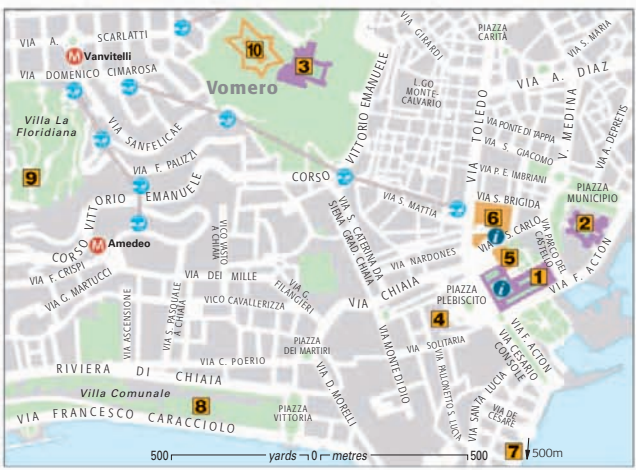 VIA A. SCARLATTI
M Vanvitelli
VIA DOMENICO CIMAROSA
Vomero
10
3
VIA GIRARDI
PIAZZA
CARITÀ
VIA S. MARIA
VIA A. DIAZ
L.GO
MONTE-
CALVARIO
VIA TOLEDO
V. MEDINA
VIA A. DEPRETIS
Villa La
Floridiana
VIA SANFELICAE
VIA F. PALIZZI
9
CORSO VITTORIO EMANUELE
CORSO VITTORIO EMANUELE
VIA PONTE DI TAPPIA
VIA S. GIACOMO
VIA P. E. IMBRIANI
VIA S. BRIGIDA
PIAZZA
MUNICIPIO
VIA S. MATTIA
6
2
VIA S. CARLO
i
5
VIA PARCO DEL
CASTELLO
VIA F. ACTON
M Amedeo
VIA F. CRISPI
VIA G. MARTUCCI
VICO VASTO
A CHIAIA
VIA S. CATERINA DA
SIENA GRAD. CHIAIA
VIA NARDONES
VIA DEI MILLE
VIA G.
FILANGIERI
VIA CHIAIA
PIAZZA
PLEBISCITO
i
1
VIA ASCENSIONE
VIA S. PASQUALE
A CHIAIA
VICO CAVALLERIZZA
4
PIAZZA
DEI MARTIRI
VIA MONTE DI DIO
VIA SOLITARIA
VIA PALLONETTO S. LUCIA
VIA F. ACTON
VIA CESARIO
CONSOLE
VIA C. POERIO
RIVIERA DI CHIAIA
VIA D. MORELLI
VIA SANTA LUCIA
VIA DE
CESARE
Villa Comunale
8
PIAZZA
VITTORIA
VIA FRANCESCO CARACCIOLO
7
500m
500 yards 0 metres 500